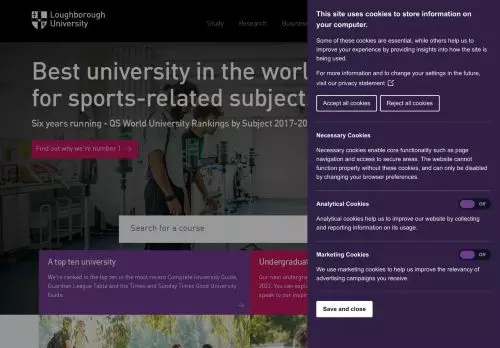 Loughborough
University
Study
Research
Business
Best university in the world
for sports-related subject
Six years running - QS World University Rankings by Subject 2017-20
Find out why we're number 1
Search for a course
A top ten university
We're ranked in the top ten in the most recent Complete University Guide,
Guardian League Table and the Times and Sunday Times Good University
Guide.
Undergraduat
Our next undergra
2022. You can explo
speak to our inspir
This site uses cookies to store information on
your computer.
Some of these cookies are essential, while others help us to
improve your experience by providing insights into how the site is
being used.
For more information and to change your settings in the future,
visit our privacy statement
Accept all cookies
Reject all cookies
Necessary Cookies
Necessary cookies enable core functionality such as page
navigation and access to secure areas. The website cannot
function properly without these cookies, and can only be disabled
by changing your browser preferences.
Analytical Cookies
Off
Analytical cookies help us to improve our website by collecting
and reporting information on its usage.
Marketing Cookies
Off
We use marketing cookies to help us improve the relevancy of
advertising campaigns you receive.
Save and close